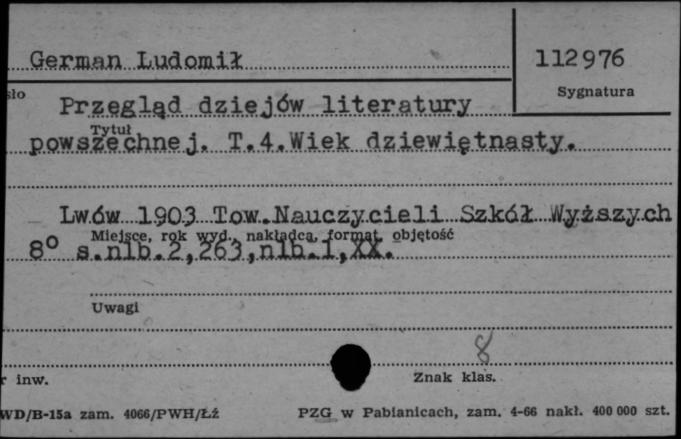 German Ludomił
112976
Sygnatura
sło
Przegląd dziejów literatury
Tytuł
powszechnej. T.4.Wiek dziewiętnasty.
Lwów 1903 Tow.Nauczycieli Szkół Wyższych
Miejsce, rok wyd., nakładca, format, objętość
8° s.nlb.2,263,nlb.1,XX.
Uwagi
8
r inw.
Znak klas.
WD/B-15a zam. 4066/PWH/Łź
PZG w Pabianicach, zam. 4-66 nakł. 400 000 szt.